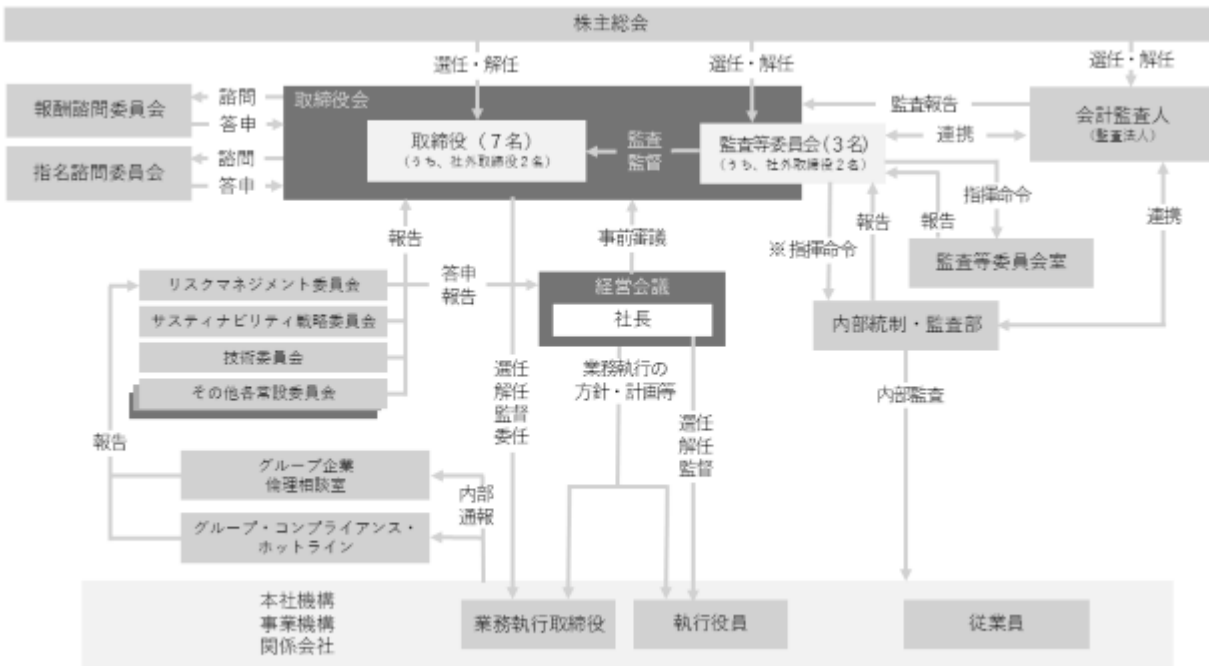 株主総会
選任・解任
選任・解任
選任・解任
報酬諮問委員会
諮問
答申
指名諮問委員会
諮問
答申
取締役会
取締役（７名）
（うち、社外取締役２名）
監査
監督
監査等委員会（３名）
（うち、社外取締役２名）
監査報告
連携
会計監査人
（監査法人）
指揮命令
報告
監査等委員会室
連携
報告
※指揮命令
内部統制・監査部
内部監査
報告
事前審議
リスクマネジメント委員会
サスティナビリティ戦略委員会
技術委員会
その他各常設委員会
答申
報告
経営会議
社長
選任
解任
監督
委任
業務執行の
方針・計画等
選任
解任
監督
報告
グループ企業
倫理相談室
グループ・コンプライアンス・
ホットライン
内部
通報
本社機構
事業機構
関係会社
業務執行取締役
執行役員
従業員